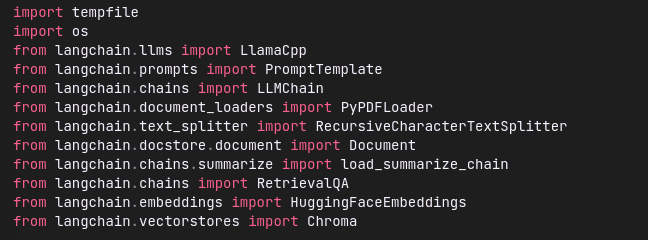 import tempfile
import os
from langchain.llms import LlamaCpp
from langchain.prompts import PromptTemplate
from langchain.chains import LLMChain
from langchain.document_loaders import PyPDFLoader
from langchain.text_splitter import RecursiveCharacterTextSplitter
from langchain.docstore.document import Document
from langchain.chains.summarize import load_summarize_chain
from langchain.chains import RetrievalQA
from langchain.embeddings import HuggingFaceEmbeddings
from langchain.vectorstores import Chroma